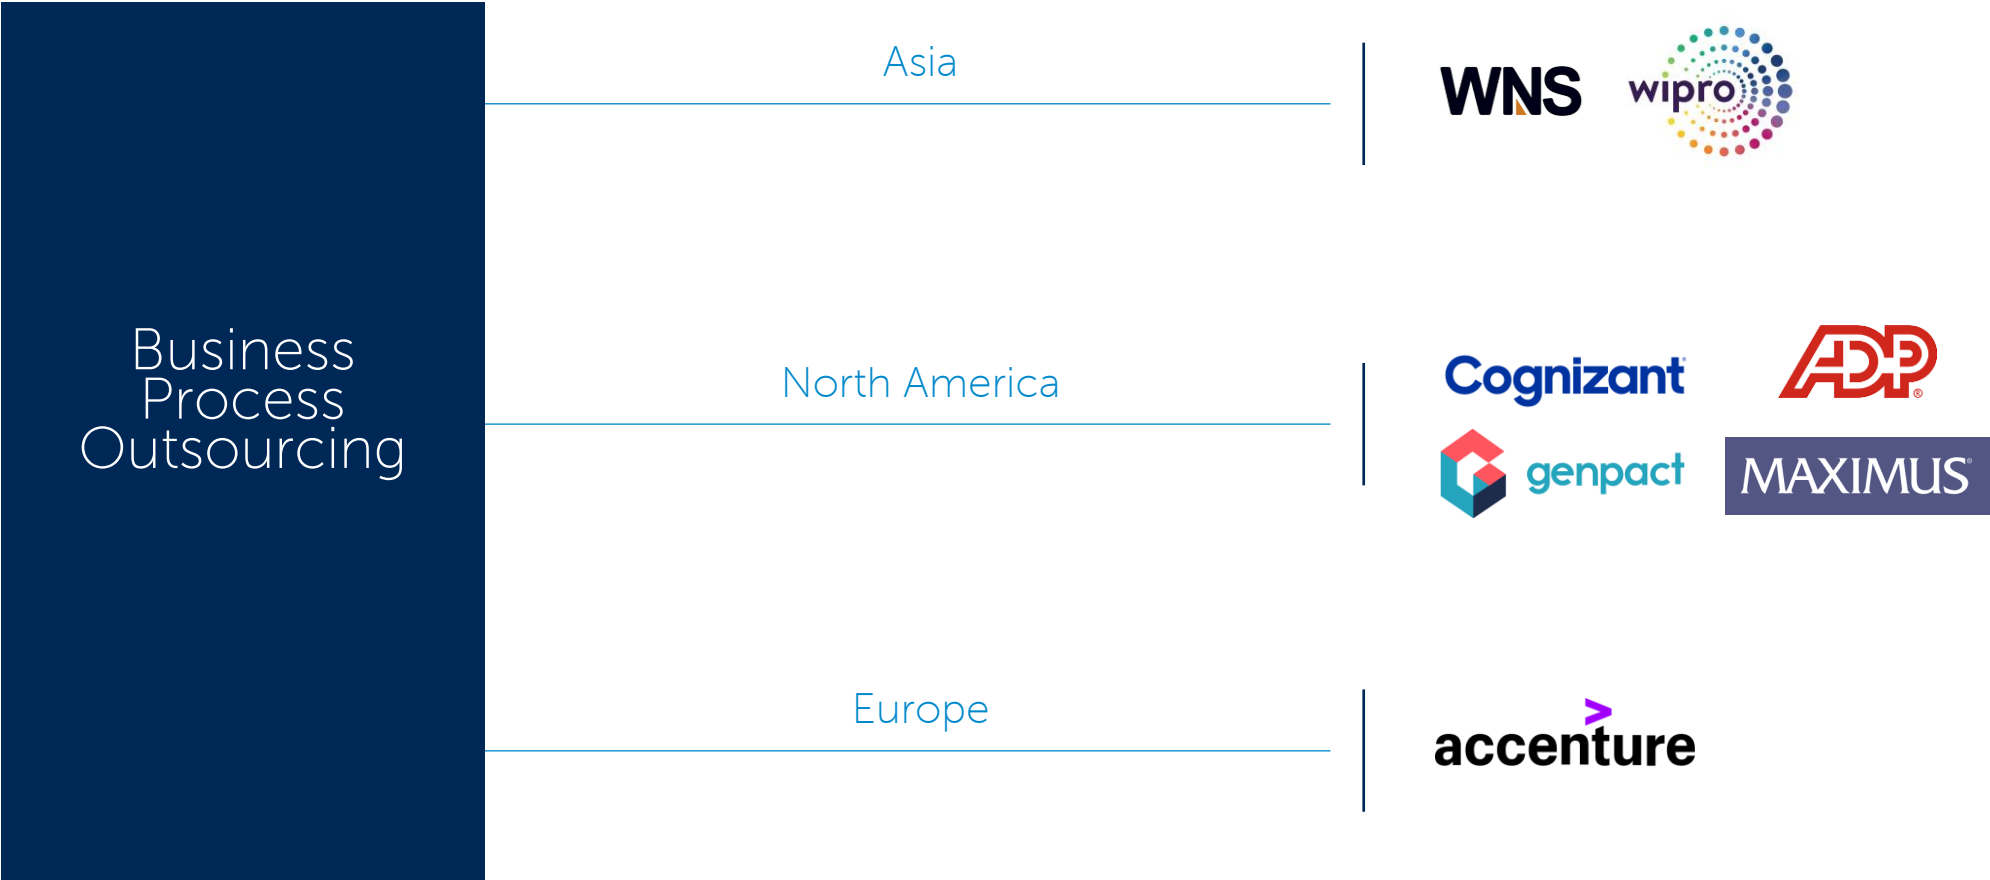 Business
Process
Outsourcing
Asia
WNS
wipro
North America
Cognizant
ADP®
genpact
MAXIMUS®
Europe
>
accenture